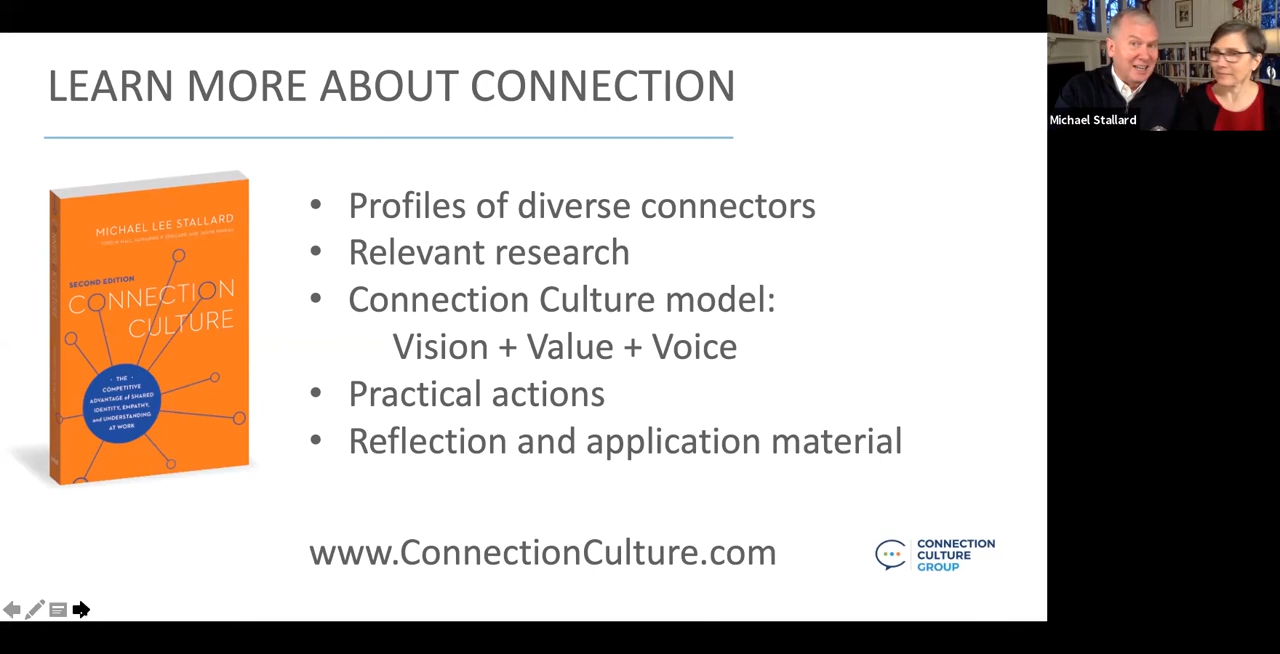 LEARN MORE ABOUT CONNECTION
MICHAEL LEE STALLARD
SECOND EDITION
CONNECTION
CULTURE
• THE •
COMPETITIVE
ADVANTAGE of SHARED
IDENTITY, EMPATHY,
and UNDERSTANDING
AT WORK
• Profiles of diverse connectors
• Relevant research
• Connection Culture model:
Vision + Value + Voice
• Practical actions
• Reflection and application material
www.ConnectionCulture.com
CONNECTION
CULTURE
GROUP
Michael Stallard